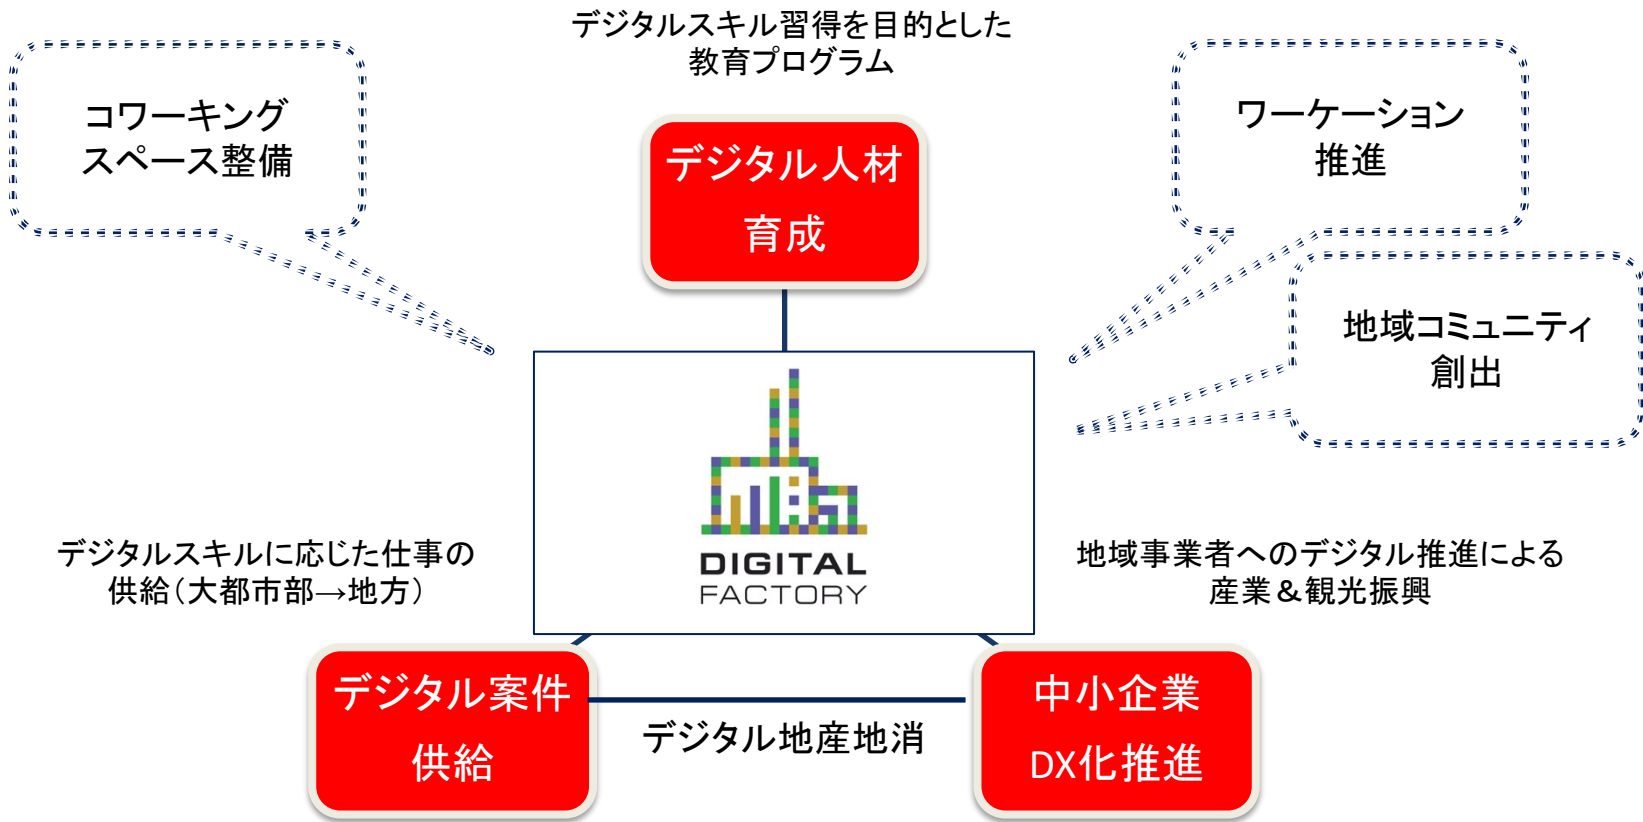 デジタルスキル習得を目的とした
教育プログラム
コワーキング
スペース整備
ワーケーション
推進
デジタル人材
育成
地域コミュニティ
創出
DIGITAL
FACTORY
デジタルスキルに応じた仕事の
供給(大都市部→地方)
地域事業者へのデジタル推進による
産業&観光振興
デジタル案件
供給
デジタル地産地消
中小企業
DX化推進